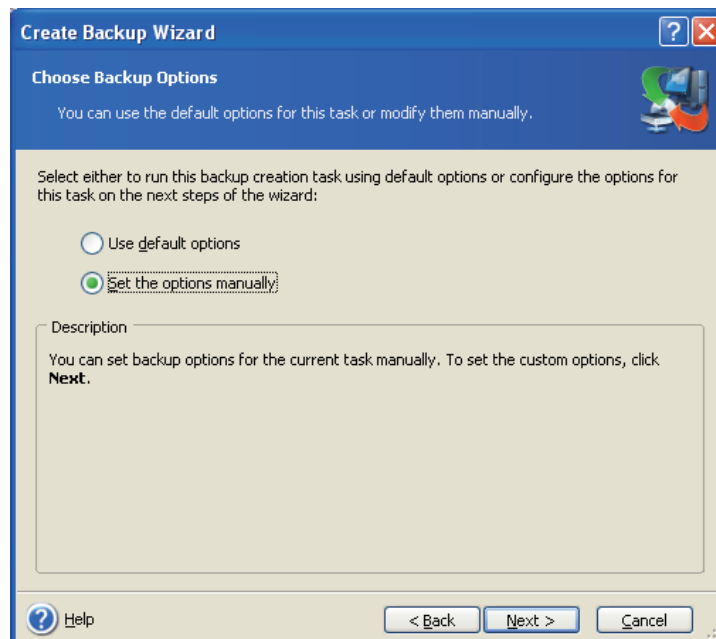 Create Backup Wizard
Choose Backup Options
You can use the default options for this task or modify them manually.
Select either to run this backup creation task using default options or configure the options for
this task on the next steps of the wizard:
Use default options
Set the options manually
Description
You can set backup options for the current task manually. To set the custom options, click
Next.
Help
< Back
Next >
Cancel